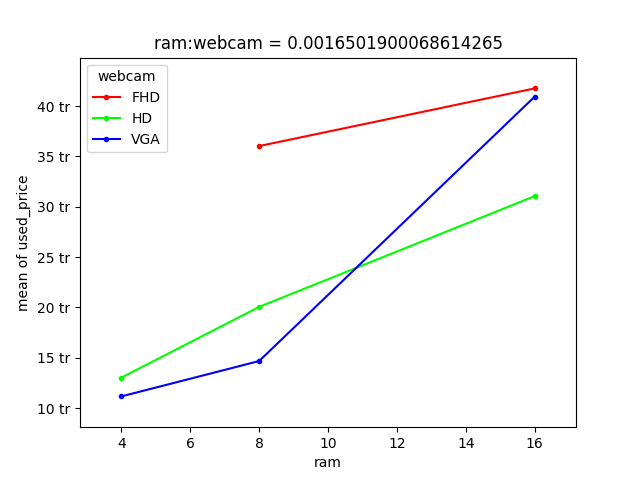 ram:webcam = 0.0016501900068614265
webcam
FHD
HD
VGA
40 tr
35 tr
30 tr
25 tr
20 tr
15 tr
10 tr
mean of used_price
4
6
8
10
12
14
16
ram